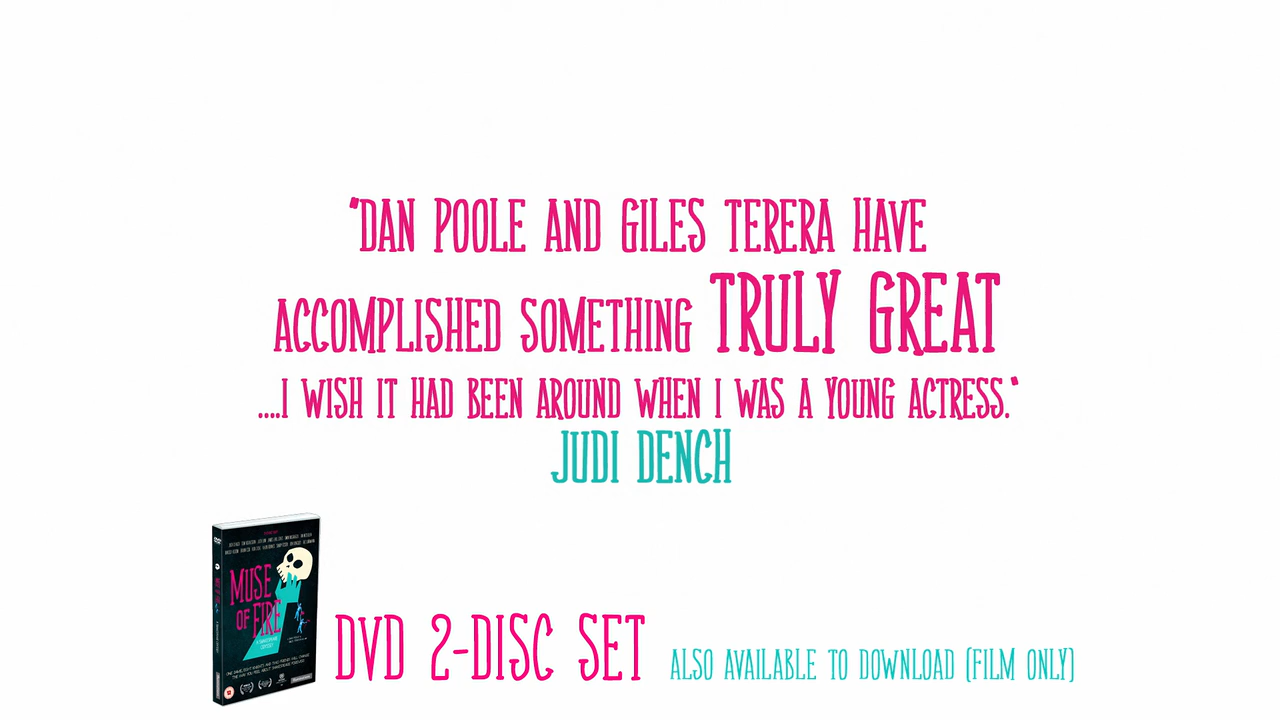 "DAN POOLE AND GILES TERERA HAVE
ACCOMPLISHED SOMETHING TRULY GREAT
....I WISH IT HAD BEEN AROUND WHEN I WAS A YOUNG ACTRESS."
JUDI DENCH
MUSE
OF FIRE
DVD 2-DISC SET
ALSO AVAILABLE TO DOWNLOAD (FILM ONLY)